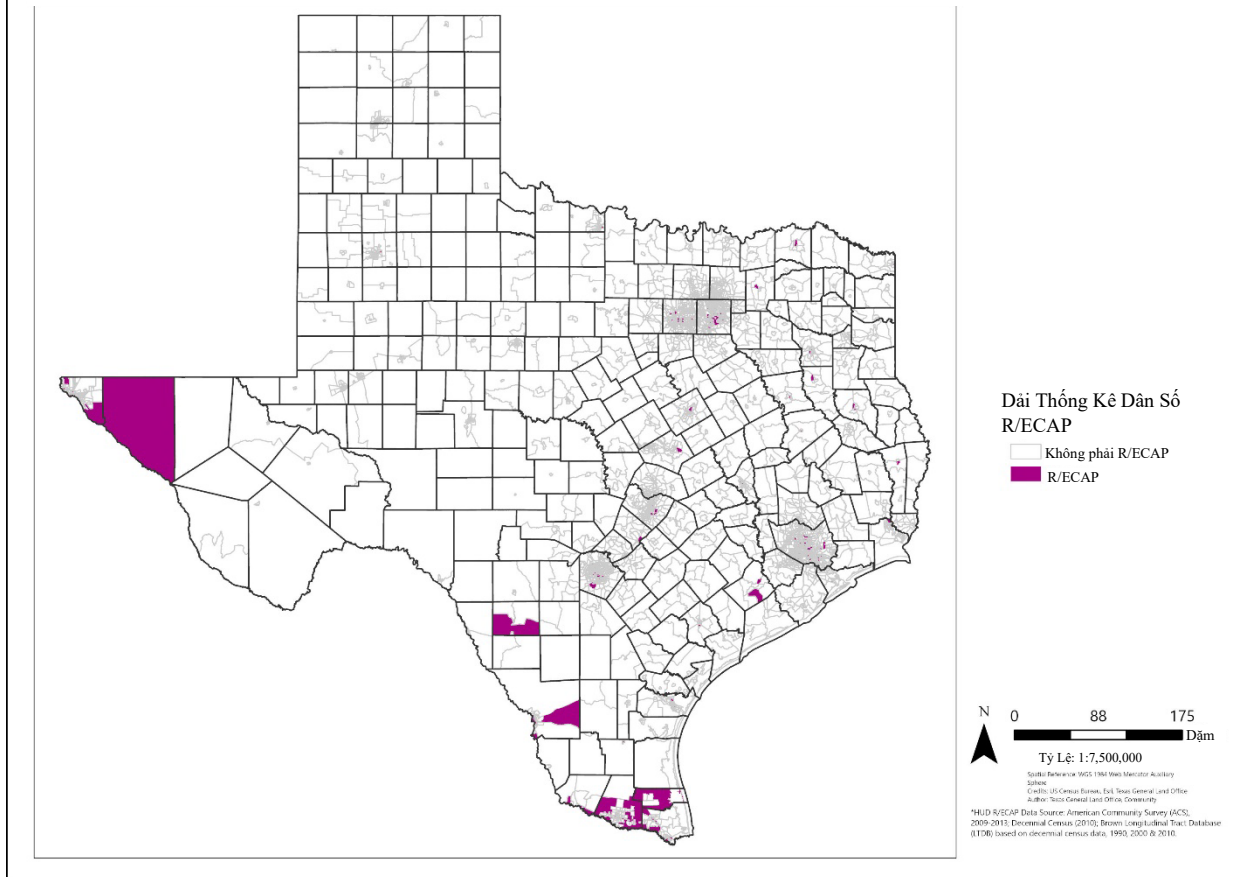 Dải Thống Kê Dân Số
R/ECAP
Không phải R/ECAP
R/ECAP
N
0 88 175
Dặm
Tỷ Lệ: 1:7,500,000
Spatial Reference: WGS 1984 Web Mercator Auxiliary
Sphere
Credits: US Census Bureau, Esri, Texas General Land Office
Author: Texas General Land Office, Community
*HUD R/ECAP Data Source: American Community Survey (ACS),
2009-2013; Decennial Census (2010); Brown Longitudinal Tract Database
(LTDB) based on decennial census data, 1990, 2000 & 2010.